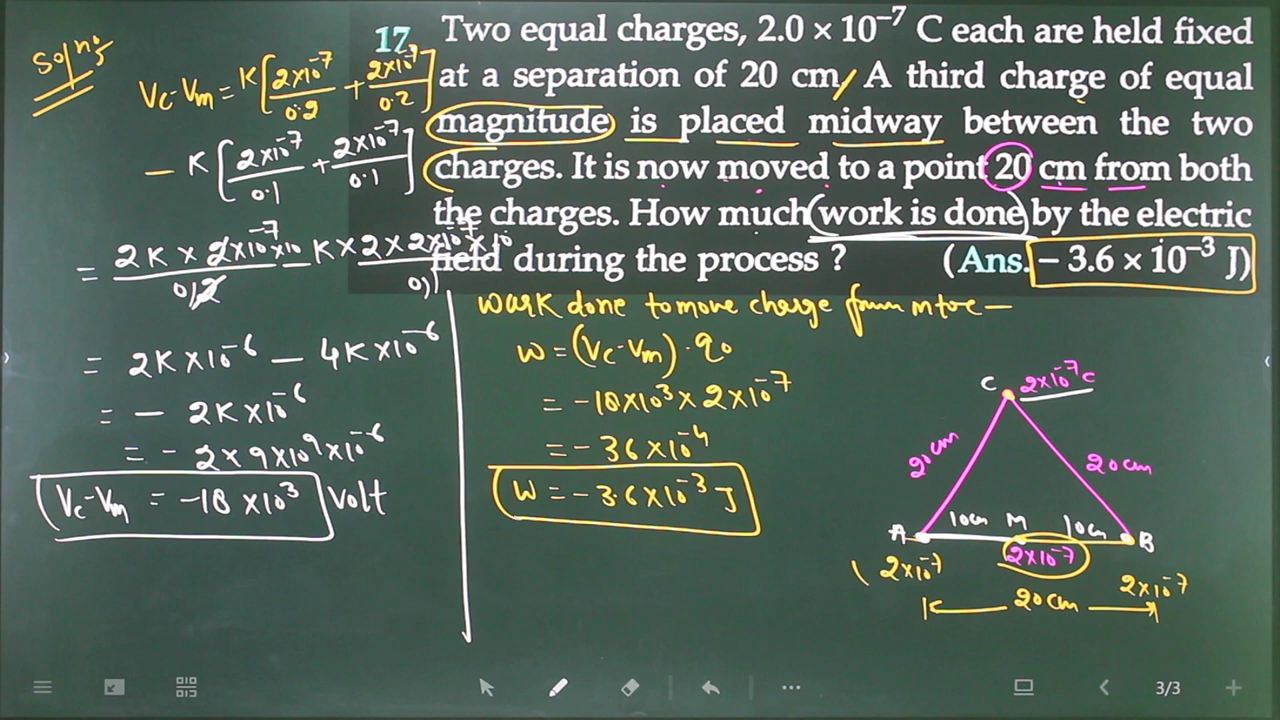 Soln:
17. Two equal charges, 2.0 × 10⁻⁷ C each are held fixed
at a separation of 20 cm, A third charge of equal
magnitude is placed midway between the two
charges. It is now moved to a point 20 cm from both
the charges. How much (work is done) by the electric
field during the process ? (Ans. – 3.6 × 10⁻³ J)
Vc-Vm = K[2×10⁻⁷/0.2 + 2×10⁻⁷/0.2]
- K[2×10⁻⁷/0.1 + 2×10⁻⁷/0.1]
= 2K × 2×10⁻⁷×10/0.2 - K×2×2×10⁻⁷×10/0.1
= 2K×10⁻⁶ - 4K×10⁻⁶
= - 2K×10⁻⁶
= - 2×9×10⁹×10⁻⁶
Vc-Vm = -18×10³ volt
Work done to move charge from m to c —
W = (Vc-Vm)·q₀
= -18×10³×2×10⁻⁷
= -36×10⁻⁴
W = -3.6×10⁻³ J
C 2×10⁻⁷c
20cm 20cm
A 10cm M 10cm B
2×10⁻⁷ 2×10⁻⁷ 2×10⁻⁷
20cm
3/3